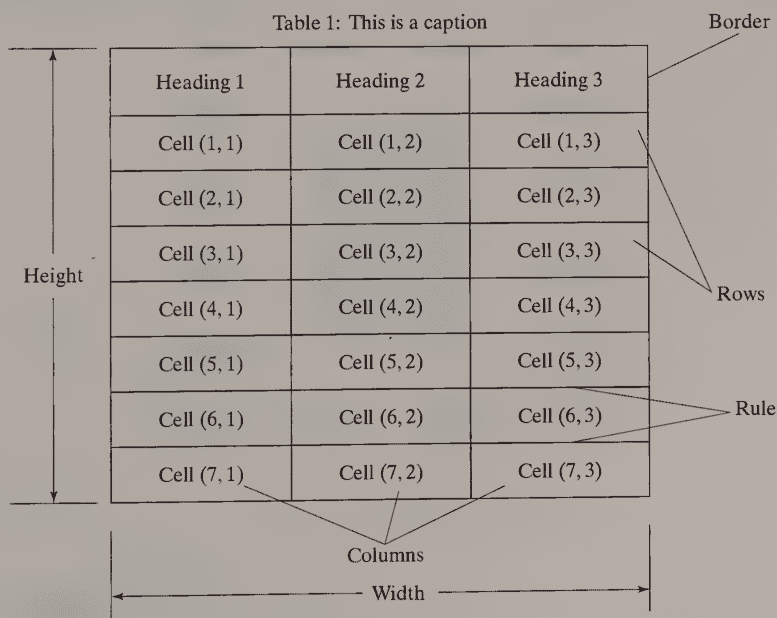 Table 1: This is a caption
Border
Heading 1 Heading 2 Heading 3
Cell (1, 1) Cell (1, 2) Cell (1, 3)
Cell (2, 1) Cell (2, 2) Cell (2, 3)
Cell (3, 1) Cell (3, 2) Cell (3, 3)
Height
Rows
Cell (4, 1) Cell (4, 2) Cell (4, 3)
Cell (5, 1) Cell (5, 2) Cell (5, 3)
Rule
Cell (6, 1) Cell (6, 2) Cell (6, 3)
Cell (7, 1) Cell (7, 2) Cell (7, 3)
Columns
Width